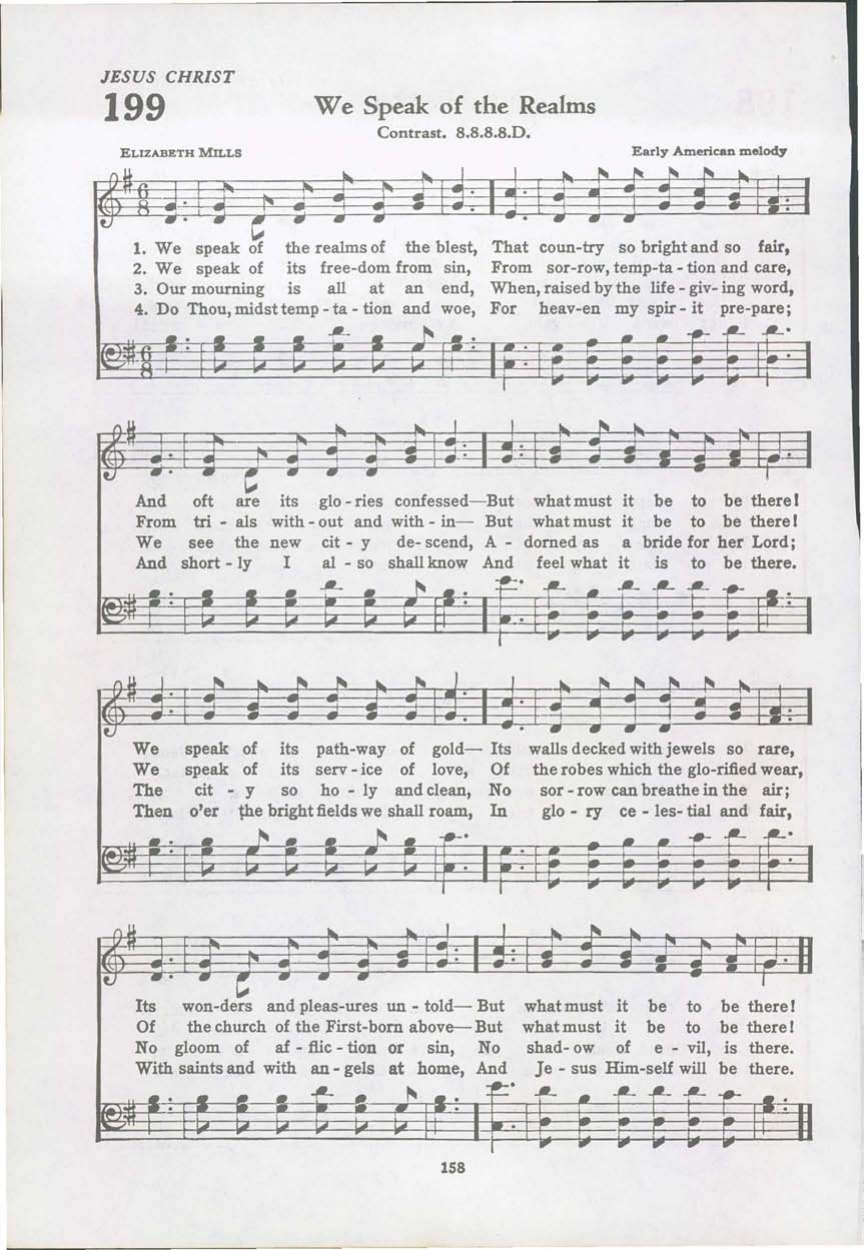 JESUS CHRIST
199
We Speak of the Realms
Contrast. 8.8.8.8.D.
ELIZABETH MILLS
Early American melody
6
8
1. We speak of the realms of the blest, That coun-try so bright and so fair,
2. We speak of its free-dom from sin, From sor-row, temp-ta - tion and care,
3. Our mourning is all at an end, When, raised by the life - giv - ing word,
4. Do Thou, midst temp - ta - tion and woe, For heav-en my spir - it pre-pare;
6
8
And oft are its glo - ries confessed—But what must it be to be there!
From tri - als with - out and with - in— But what must it be to be there!
We see the new cit - y de- scend, A - dorned as a bride for her Lord;
And short - ly I al - so shall know And feel what it is to be there.
We speak of its path-way of gold— Its walls decked with jewels so rare,
We speak of its serv - ice of love, Of the robes which the glo-rified wear,
The cit - y so ho - ly and clean, No sor - row can breathe in the air;
Then o'er the bright fields we shall roam, In glo - ry ce - les- tial and fair,
Its won-ders and pleas-ures un - told— But what must it be to be there!
Of the church of the First-born above—But what must it be to be there!
No gloom of af - flic - tion or sin, No shad- ow of e - vil, is there.
With saints and with an - gels at home, And Je - sus Him-self will be there.
158